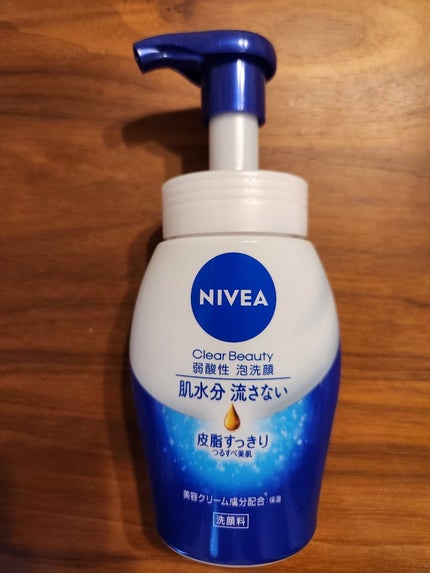 NIVEA
Clear Beauty
弱酸性 泡洗顔
肌水分 流さない
皮脂すっきり
つるすべ美肌
美容クリーム成分配合* *保湿
洗顔料